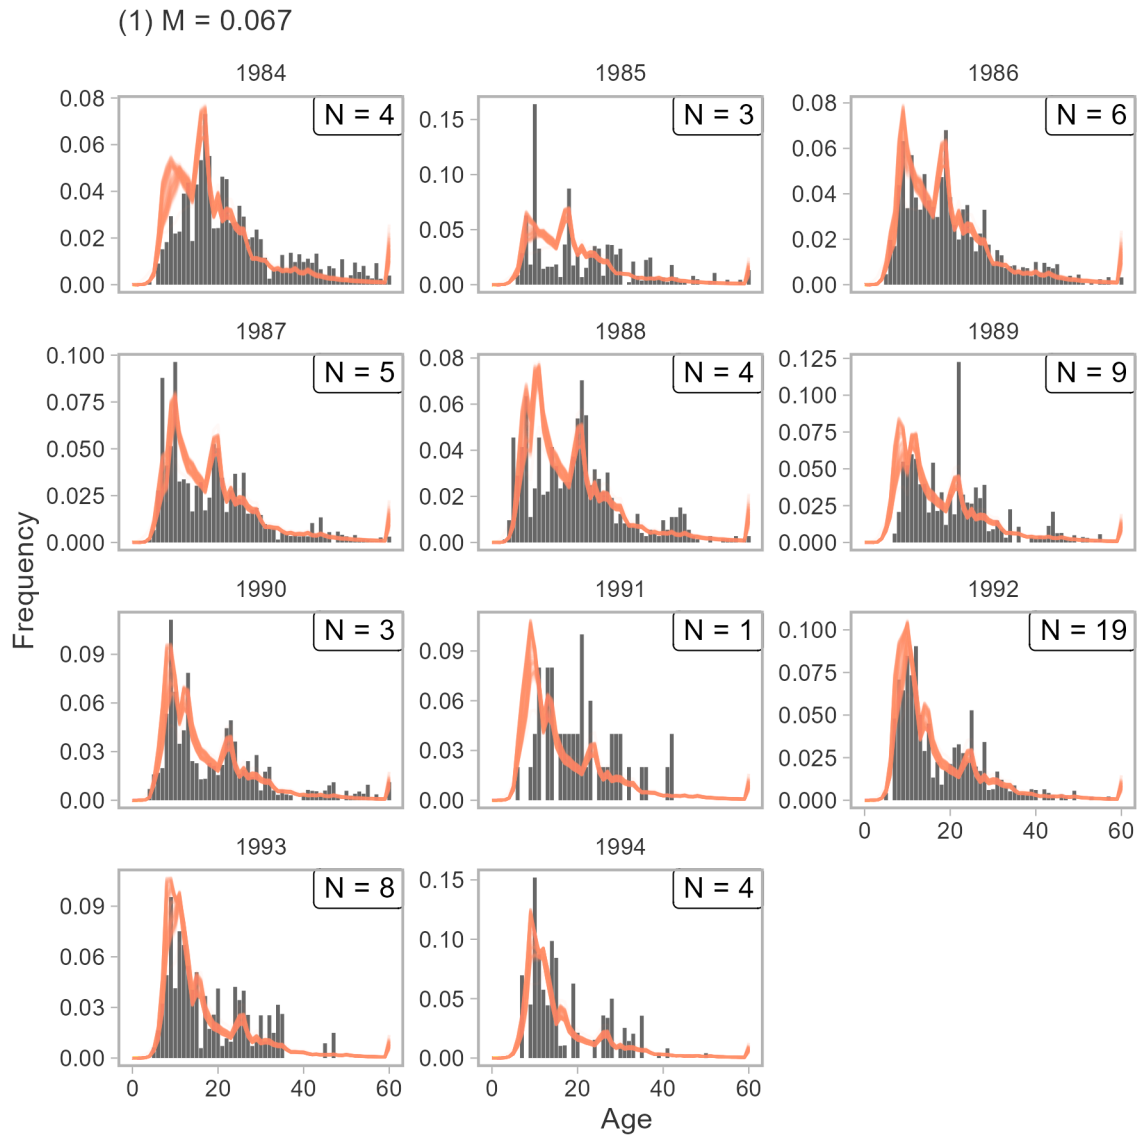 (1) M = 0.067
1984 1985 1986
N = 4 N = 3 N = 6
0.08 0.06 0.04 0.02 0.00
0.15 0.10 0.05 0.00
0.08 0.06 0.04 0.02 0.00
1987 1988 1989
N = 5 N = 4 N = 9
0.100 0.075 0.050 0.025 0.000
0.08 0.06 0.04 0.02 0.00
0.125 0.100 0.075 0.050 0.025 0.000
Frequency
1990 1991 1992
N = 3 N = 1 N = 19
0.09 0.06 0.03 0.00
0.09 0.06 0.03 0.00
0.100 0.075 0.050 0.025 0.000
0 20 40 60
1993 1994
N = 8 N = 4
0.09 0.06 0.03 0.00
0.15 0.10 0.05 0.00
0 20 40 60 0 20 40 60
Age